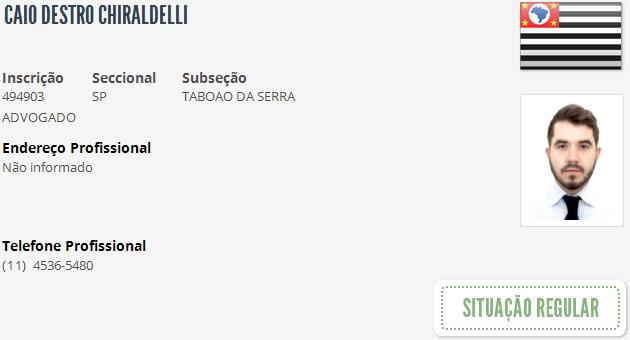 CAIO DESTRO CHIRALDELLI
Inscrição Seccional Subseção
494903 SP TABOAO DA SERRA
ADVOGADO
Endereço Profissional
Não informado
Telefone Profissional
(11) 4536-5480
SITUAÇÃO REGULAR